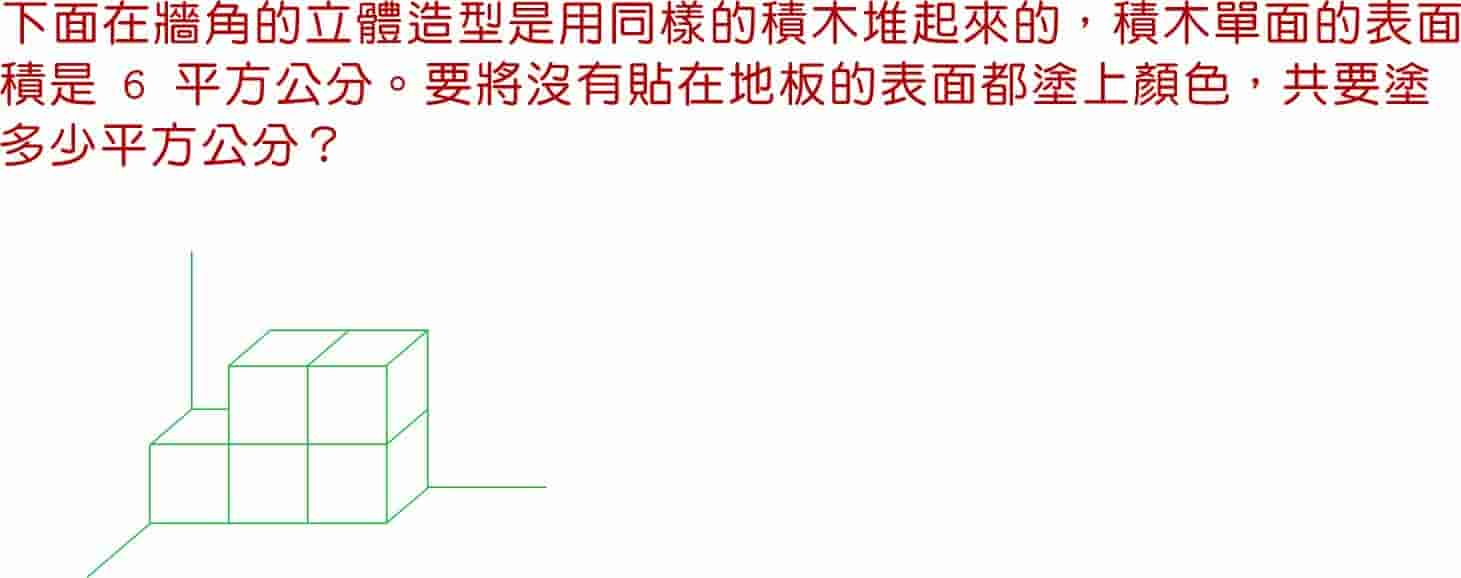 下面在牆角的立體造型是用同樣的積木堆起來的，積木單面的表面
積是 6 平方公分。要將沒有貼在地板的表面都塗上顏色，共要塗
多少平方公分？